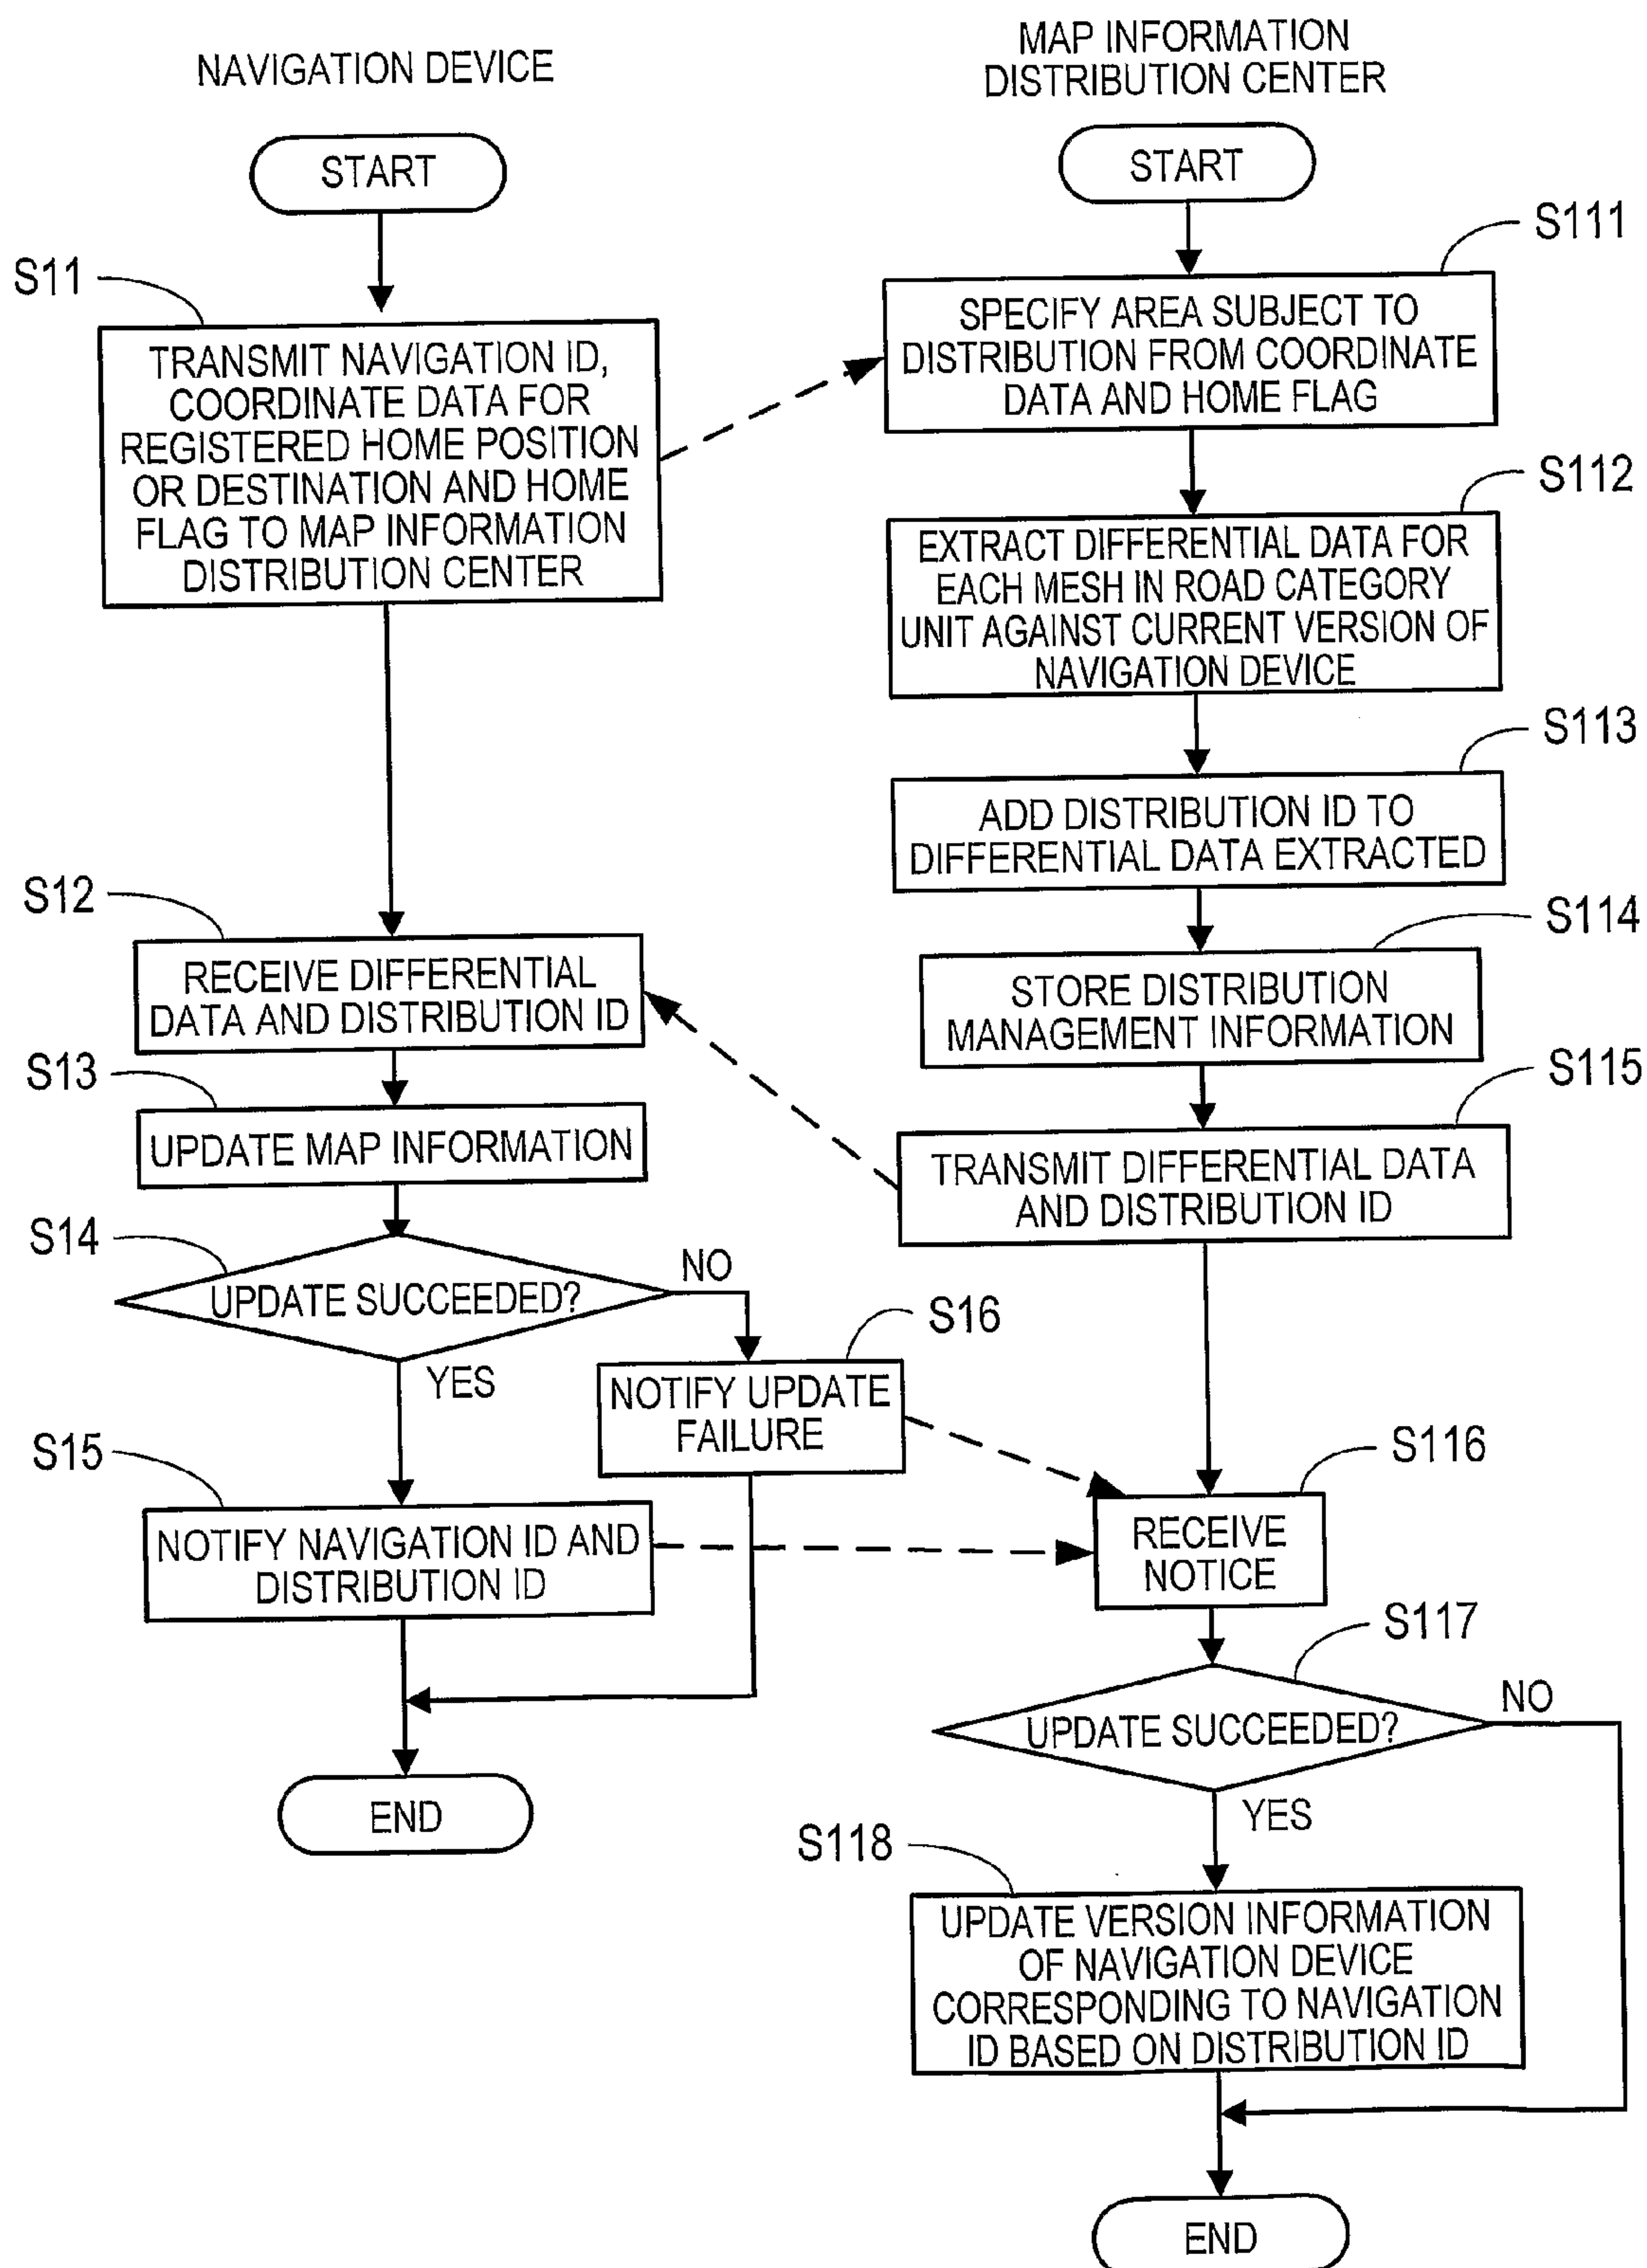 NAVIGATION DEVICE
START
S11
TRANSMIT NAVIGATION ID,
COORDINATE DATA FOR
REGISTERED HOME POSITION
OR DESTINATION AND HOME
FLAG TO MAP INFORMATION
DISTRIBUTION CENTER
S12
RECEIVE DIFFERENTIAL
DATA AND DISTRIBUTION ID
S13
UPDATE MAP INFORMATION
S14
UPDATE SUCCEEDED?
NO
YES
S16
NOTIFY UPDATE
FAILURE
S15
NOTIFY NAVIGATION ID AND
DISTRIBUTION ID
END
MAP INFORMATION
DISTRIBUTION CENTER
START
S111
SPECIFY AREA SUBJECT TO
DISTRIBUTION FROM COORDINATE
DATA AND HOME FLAG
S112
EXTRACT DIFFERENTIAL DATA FOR
EACH MESH IN ROAD CATEGORY
UNIT AGAINST CURRENT VERSION OF
NAVIGATION DEVICE
S113
ADD DISTRIBUTION ID TO
DIFFERENTIAL DATA EXTRACTED
S114
STORE DISTRIBUTION
MANAGEMENT INFORMATION
S115
TRANSMIT DIFFERENTIAL DATA
AND DISTRIBUTION ID
S116
RECEIVE
NOTICE
S117
UPDATE SUCCEEDED?
NO
YES
S118
UPDATE VERSION INFORMATION
OF NAVIGATION DEVICE
CORRESPONDING TO NAVIGATION
ID BASED ON DISTRIBUTION ID
END